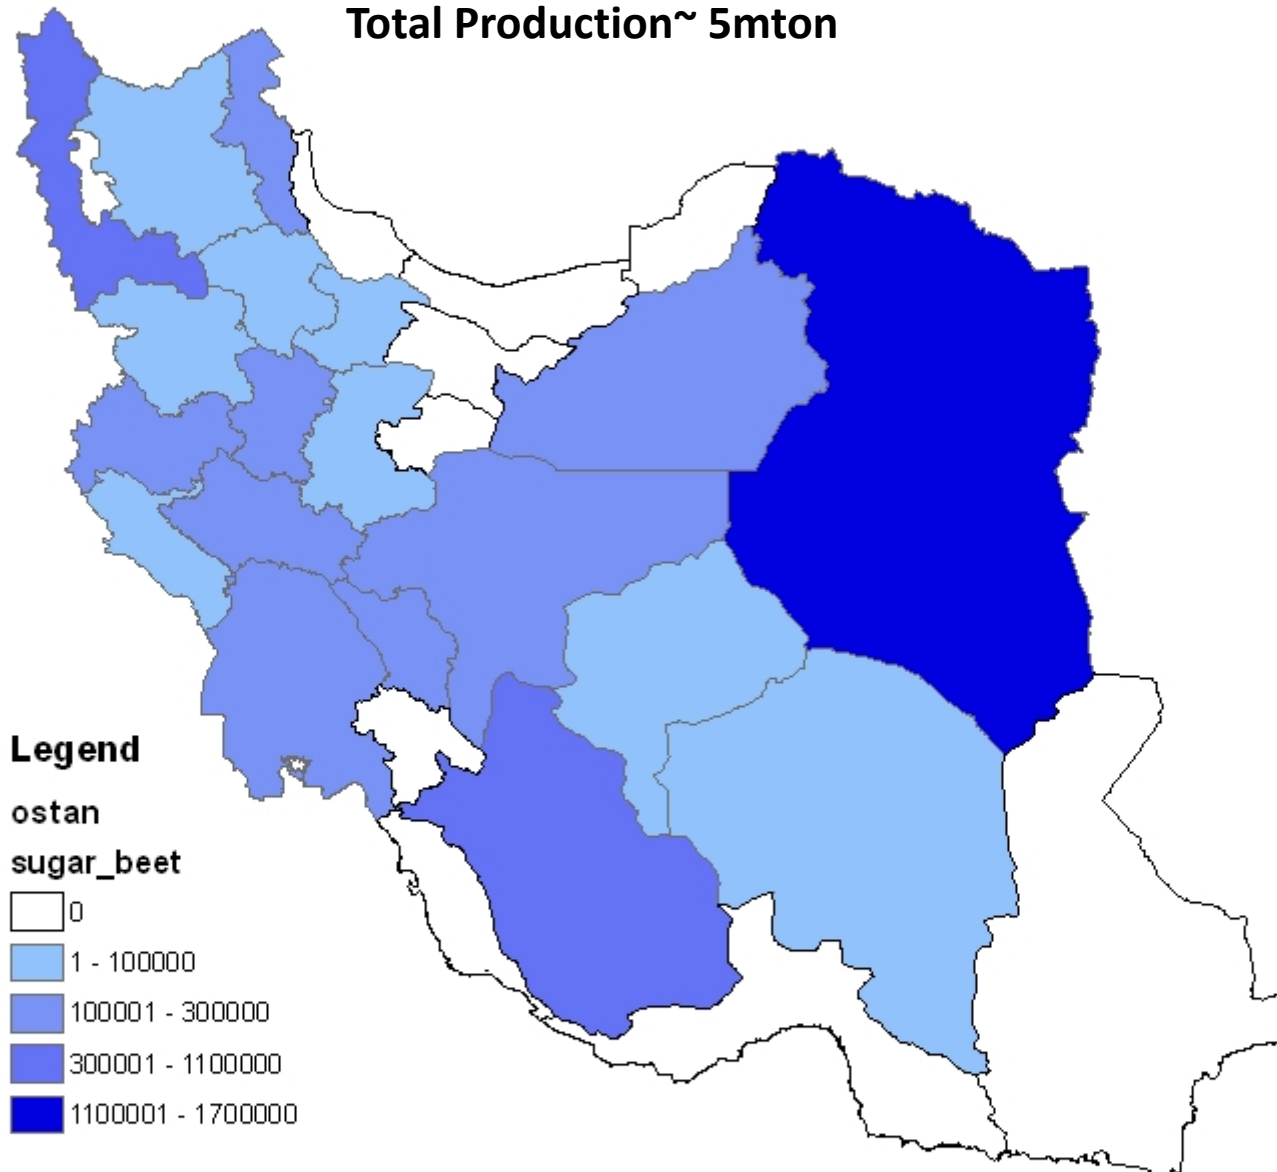 Total Production~ 5mton
Legend
ostan
sugar_beet
0
1 - 100000
100001 - 300000
300001 - 1100000
1100001 - 1700000